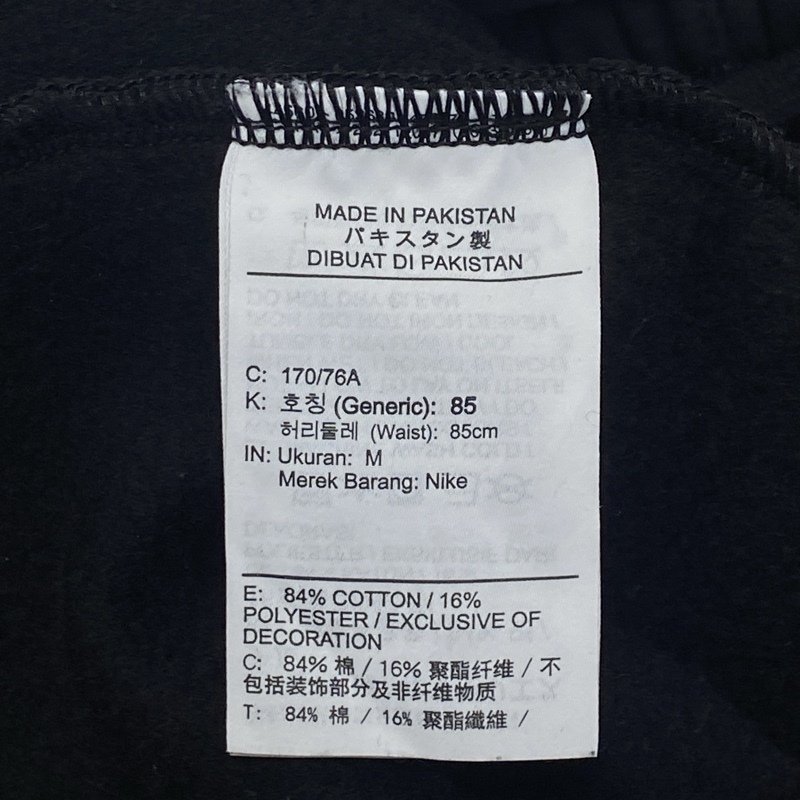 MADE IN PAKISTAN
パキスタン製
DIBUAT DI PAKISTAN
C: 170/76A
K: 호칭 (Generic): 85
허리둘레 (Waist): 85cm
IN: Ukuran: M
Merek Barang: Nike
E: 84% COTTON / 16%
POLYESTER / EXCLUSIVE OF
DECORATION
C: 84% 棉 / 16% 聚酯纤维 / 不
包括装饰部分及非纤维物质
T: 84% 棉 / 16% 聚酯纖維 /